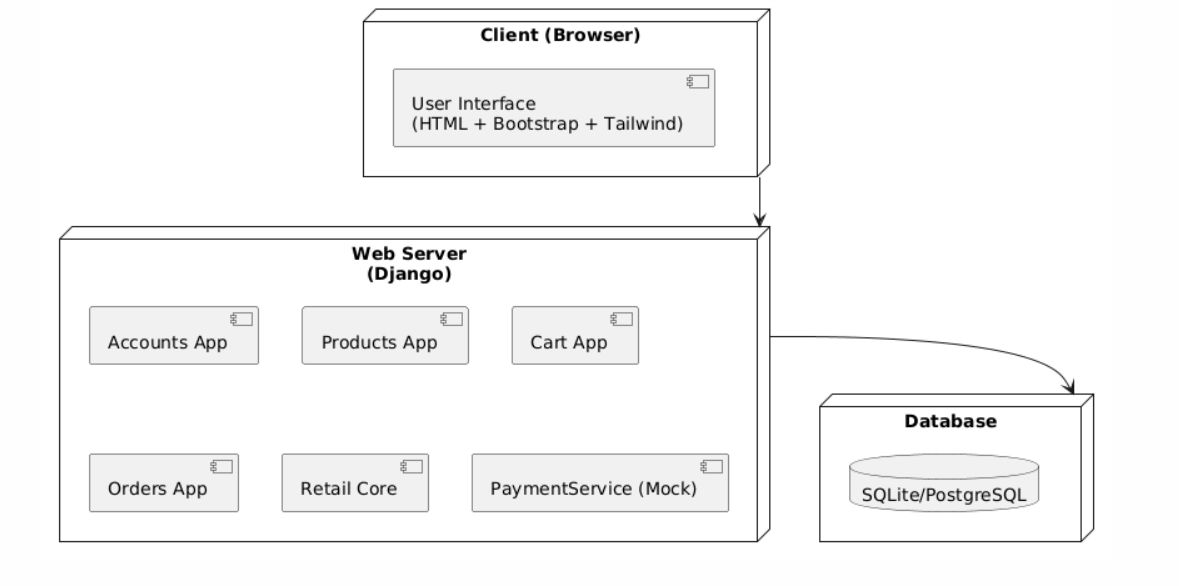 Client (Browser)
User Interface
(HTML + Bootstrap + Tailwind)
Web Server
(Django)
Accounts App
Products App
Cart App
Orders App
Retail Core
PaymentService (Mock)
Database
SQLite/PostgreSQL